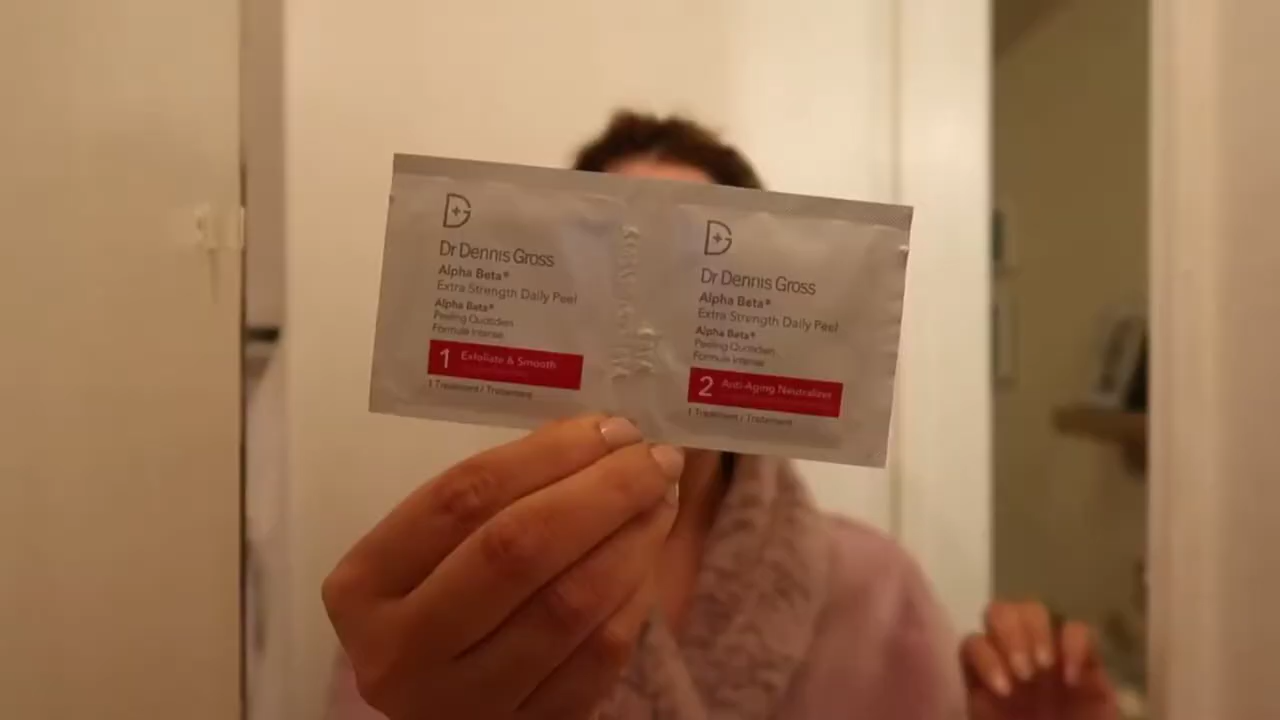 Dr Dennis Gross
Alpha Beta®
Extra Strength Daily Peel
Alpha Beta®
Peeling Quotidien
Formule Intense
1 Exfoliate & Smooth
1 Treatment / Traitement
Dr Dennis Gross
Alpha Beta®
Extra Strength Daily Peel
Alpha Beta®
Peeling Quotidien
Formule Intense
2 Anti-Aging Neutralizer
1 Treatment / Traitement